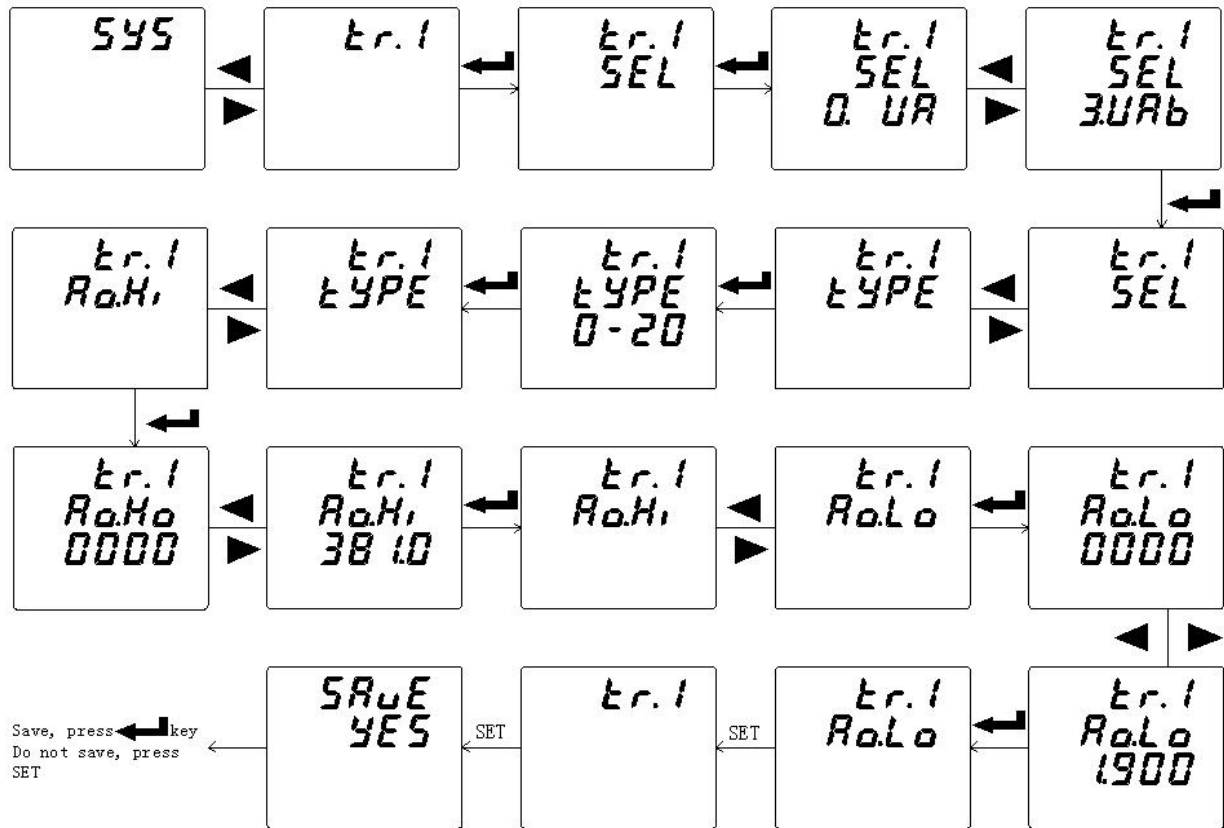 SYS
tr.1
tr.1
SEL
tr.1
SEL
0. UA
tr.1
SEL
3.UAb
tr.1
Ao.Hi
tr.1
tYPE
tr.1
tYPE
0-20
tr.1
tYPE
tr.1
SEL
tr.1
Ao.Ho
0000
tr.1
Ao.Hi
381.0
tr.1
Ao.Hi
tr.1
Ao.Lo
tr.1
Ao.Lo
0000
Save, press key
Do not save, press
SET
SAvE
YES
SET
tr.1
SET
tr.1
Ao.Lo
tr.1
Ao.Lo
1.900